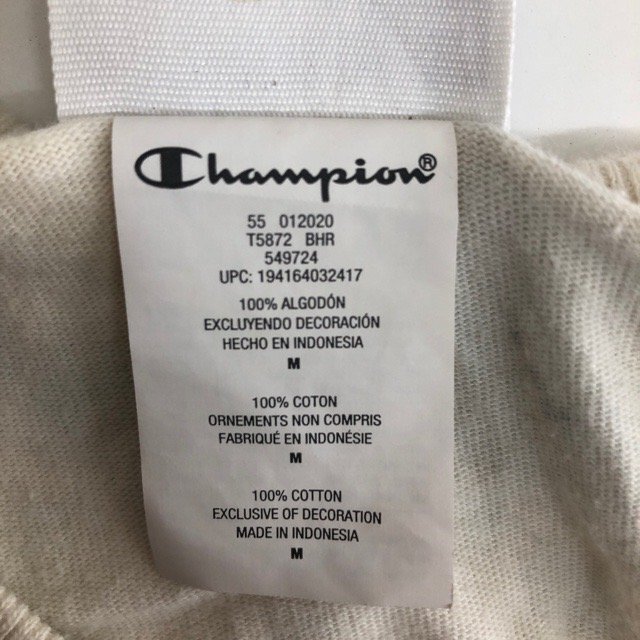 Champion®
55 012020
T5872 BHR
549724
UPC: 194164032417
100% ALGODÓN
EXCLUYENDO DECORACIÓN
HECHO EN INDONESIA
M
100% COTON
ORNEMENTS NON COMPRIS
FABRIQUÉ EN INDONÉSIE
M
100% COTTON
EXCLUSIVE OF DECORATION
MADE IN INDONESIA
M